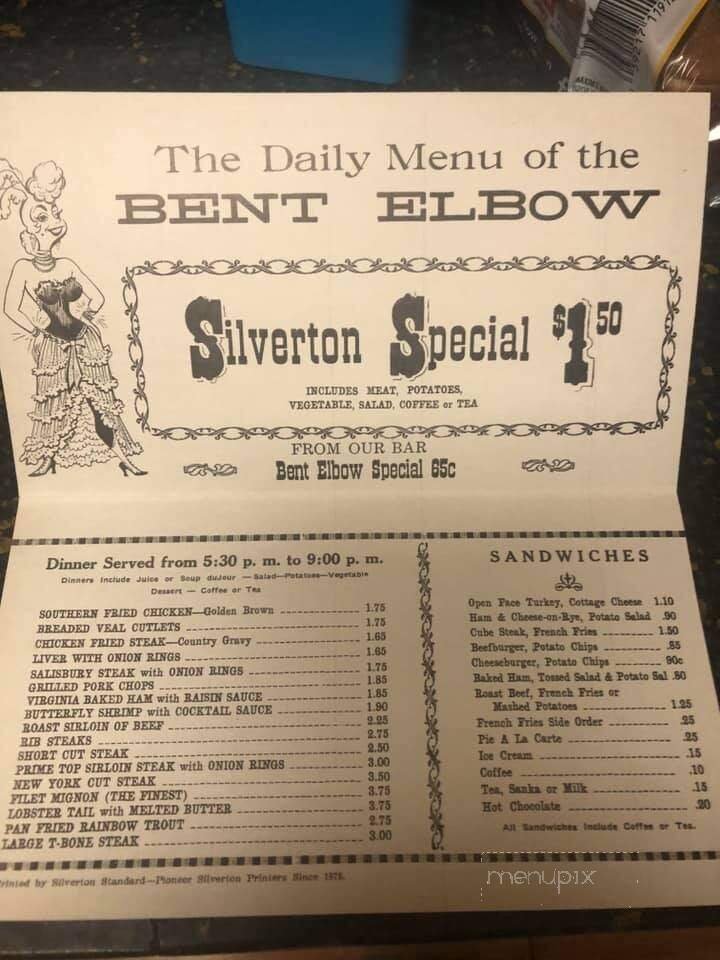 The Daily Menu of the
BENT ELBOW
Silverton Special $1.50
INCLUDES MEAT, POTATOES,
VEGETABLE, SALAD, COFFEE or TEA
FROM OUR BAR
Bent Elbow Special 65c
Dinner Served from 5:30 p. m. to 9:00 p. m.
Dinners Include Juice or Soup duJour — Salad—Potatoes—Vegetable
Dessert — Coffee or Tea
SOUTHERN FRIED CHICKEN—Golden Brown 1.75
BREADED VEAL CUTLETS 1.75
CHICKEN FRIED STEAK—Country Gravy 1.65
LIVER WITH ONION RINGS 1.65
SALISBURY STEAK with ONION RINGS 1.75
GRILLED PORK CHOPS 1.85
VIRGINIA BAKED HAM with RAISIN SAUCE 1.85
BUTTERFLY SHRIMP with COCKTAIL SAUCE 1.90
ROAST SIRLOIN OF BEEF 2.25
RIB STEAKS 2.75
SHORT CUT STEAK 2.50
PRIME TOP SIRLOIN STEAK with ONION RINGS 3.00
NEW YORK CUT STEAK 3.50
FILET MIGNON (THE FINEST) 3.75
LOBSTER TAIL with MELTED BUTTER 3.75
PAN FRIED RAINBOW TROUT 2.75
LARGE T-BONE STEAK 3.00
SANDWICHES
Open Face Turkey, Cottage Cheese 1.10
Ham & Cheese-on-Rye, Potato Salad .90
Cube Steak, French Fries 1.50
Beefburger, Potato Chips .85
Cheeseburger, Potato Chips 90c
Baked Ham, Tossed Salad & Potato Sal .80
Roast Beef, French Fries or
Mashed Potatoes 1.25
French Fries Side Order .25
Pie A La Carte .25
Ice Cream .15
Coffee .10
Tea, Sanka or Milk .15
Hot Chocolate .20
All Sandwiches Include Coffee or Tea.
rinted by Silverton Standard—Pioneer Silverton Printers Since 1875.
menupix